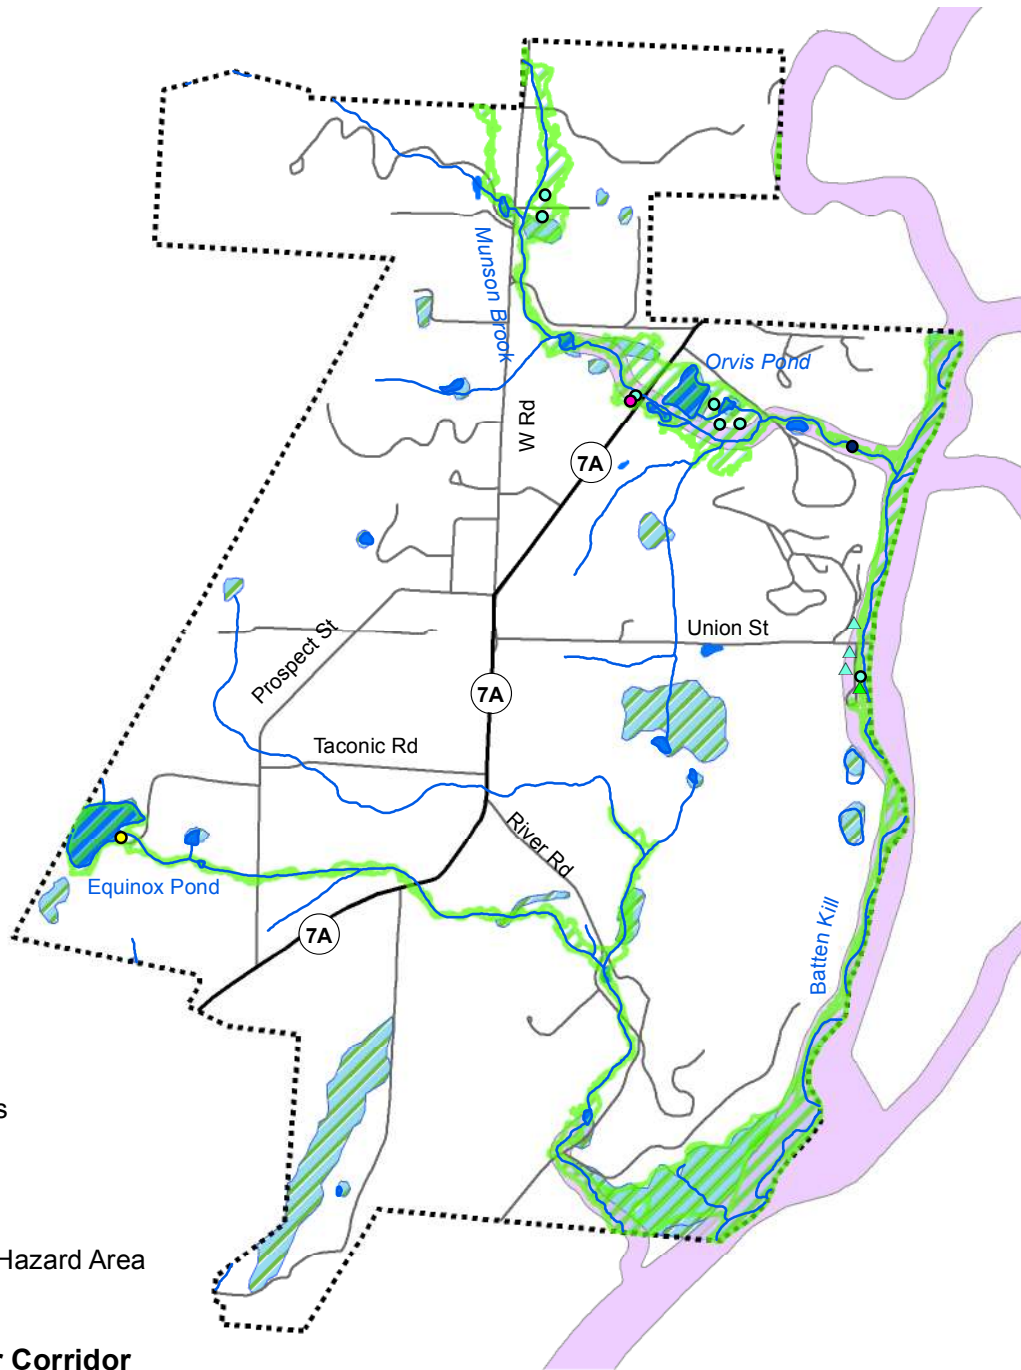 Munson Brook
Orvis Pond
W Rd
7A
Union St
Prospect St
7A
Taconic Rd
River Rd
Equinox Pond
7A
Batten Kill
s
Hazard Area
r Corridor